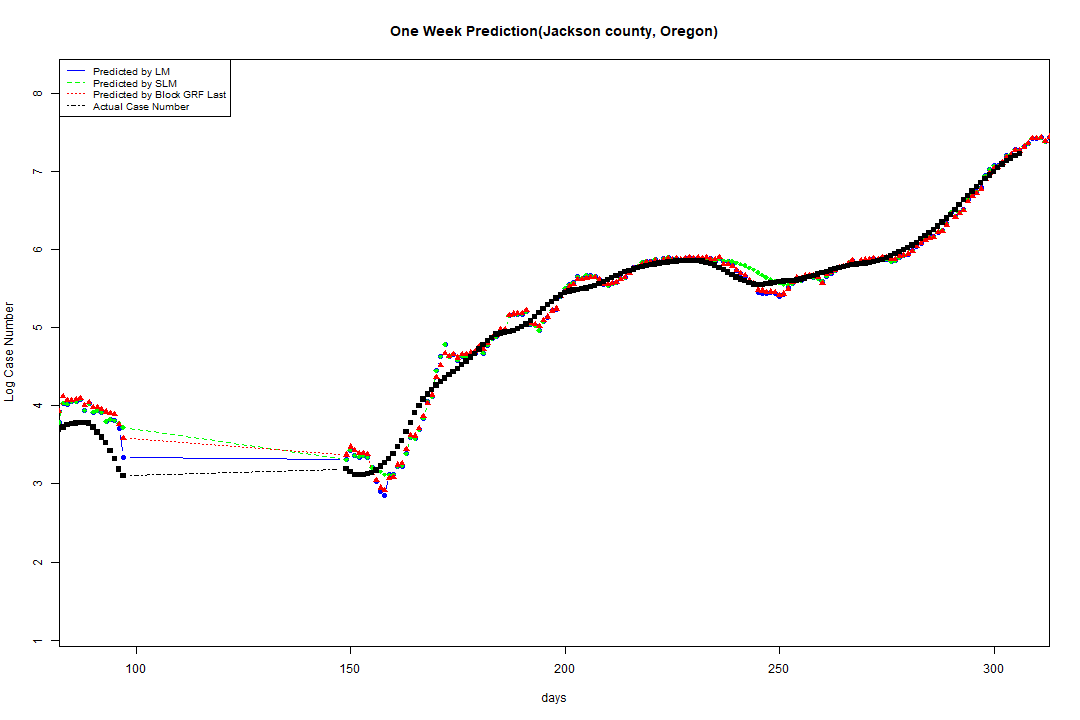 One Week Prediction(Jackson county, Oregon)
Predicted by LM
Predicted by SLM
Predicted by Block GRF Last
Actual Case Number
8
7
6
5
4
3
2
1
Log Case Number
100 150 200 250 300
days